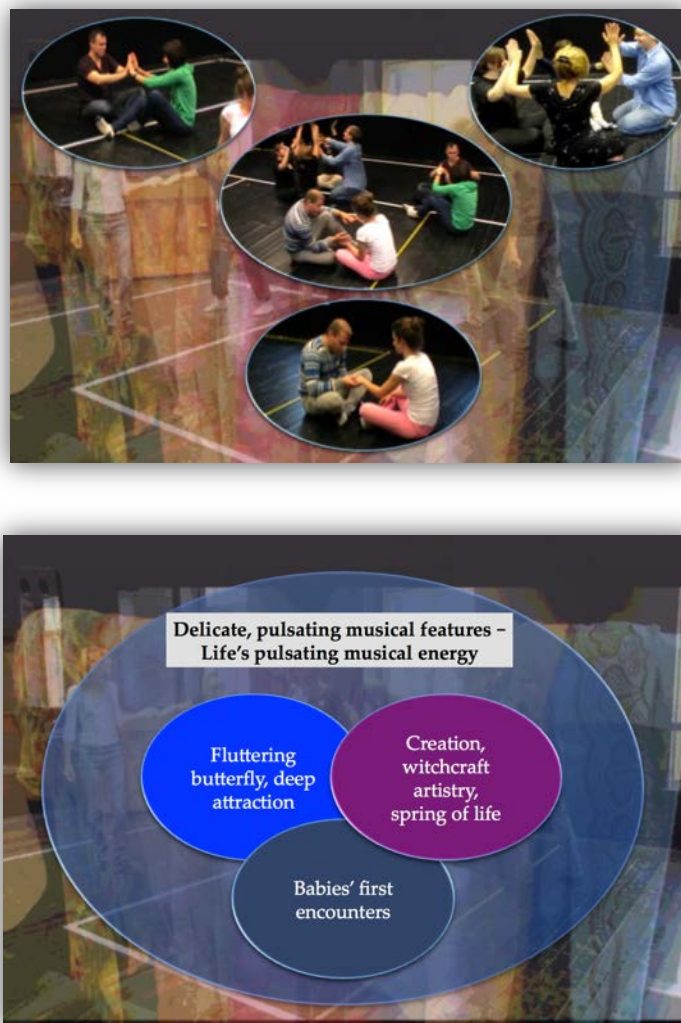 Delicate, pulsating musical features –
Life's pulsating musical energy
Fluttering
butterfly, deep
attraction
Creation,
witchcraft
artistry,
spring of life
Babies' first
encounters